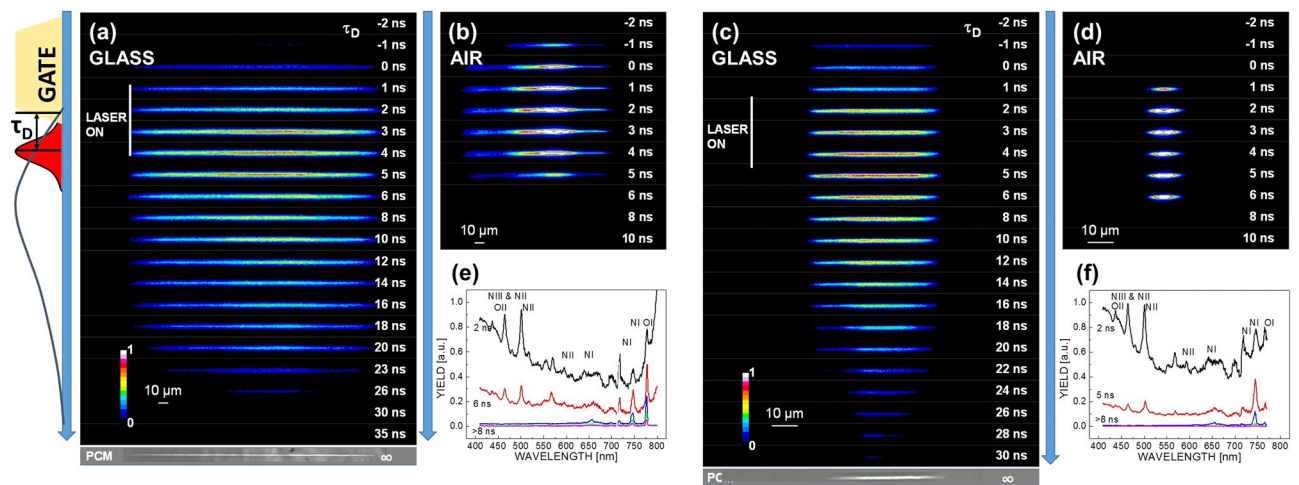 GATE
τD
(a)
GLASS
τD
-2 ns
-1 ns
0 ns
1 ns
2 ns
3 ns
4 ns
5 ns
6 ns
8 ns
10 ns
12 ns
14 ns
16 ns
18 ns
20 ns
23 ns
26 ns
30 ns
35 ns
LASER
ON
1
0
10 µm
PCM
∞
(b)
AIR
-2 ns
-1 ns
0 ns
1 ns
2 ns
3 ns
4 ns
5 ns
6 ns
8 ns
10 ns
10 µm
(e)
YIELD [a.u.]
1.0
0.8
0.6
0.4
0.2
0.0
NIII & NII
OII
NII
2 ns
NII
NI
NI
NI
OI
6 ns
>8 ns
400 450 500 550 600 650 700 750 800
WAVELENGTH [nm]
(c)
GLASS
τD
-2 ns
-1 ns
0 ns
1 ns
2 ns
3 ns
4 ns
5 ns
6 ns
8 ns
10 ns
12 ns
14 ns
16 ns
18 ns
20 ns
22 ns
24 ns
26 ns
28 ns
30 ns
LASER
ON
1
0
10 µm
PC...
∞
(d)
AIR
-2 ns
-1 ns
0 ns
1 ns
2 ns
3 ns
4 ns
5 ns
6 ns
8 ns
10 ns
10 µm
(f)
YIELD [a.u.]
1.0
0.8
0.6
0.4
0.2
0.0
NIII & NII
OII
NII
2 ns
NII
NI
NI
NI
OI
5 ns
>8 ns
400 450 500 550 600 650 700 750 800
WAVELENGTH [nm]